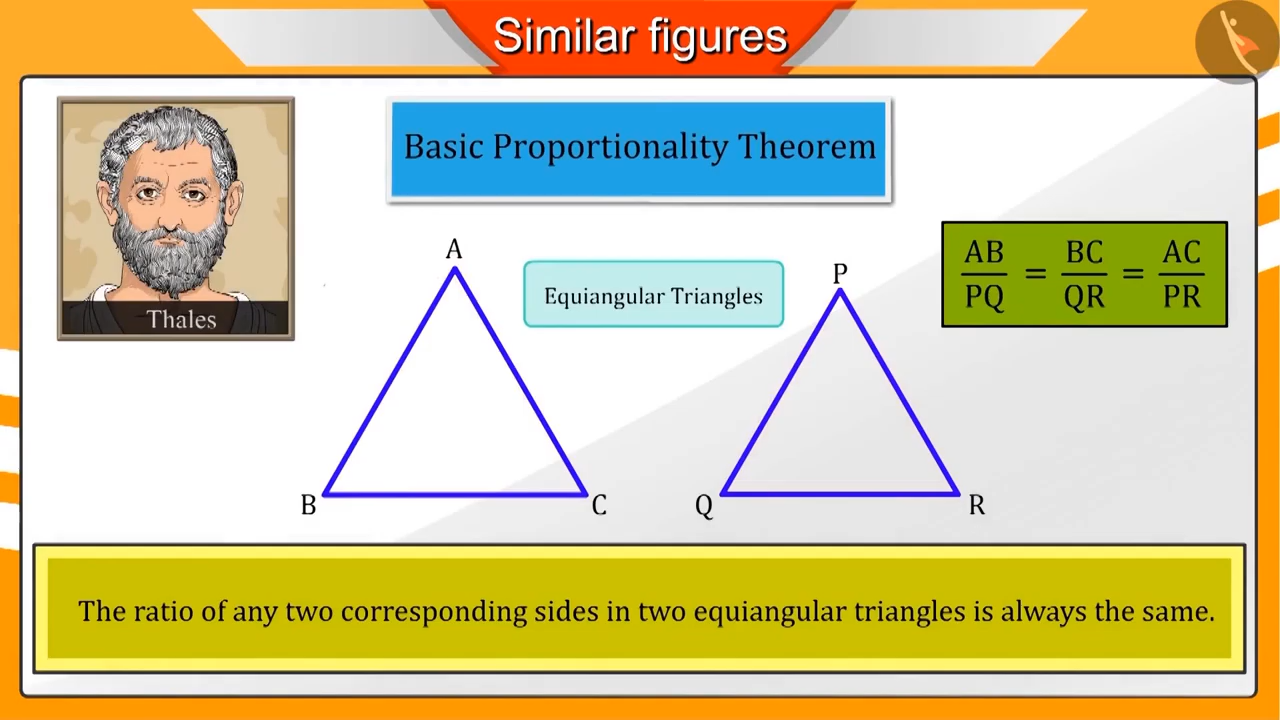 Similar figures
Basic Proportionality Theorem
Thales
A
Equiangular Triangles
P
AB/PQ = BC/QR = AC/PR
B
C
Q
R
The ratio of any two corresponding sides in two equiangular triangles is always the same.